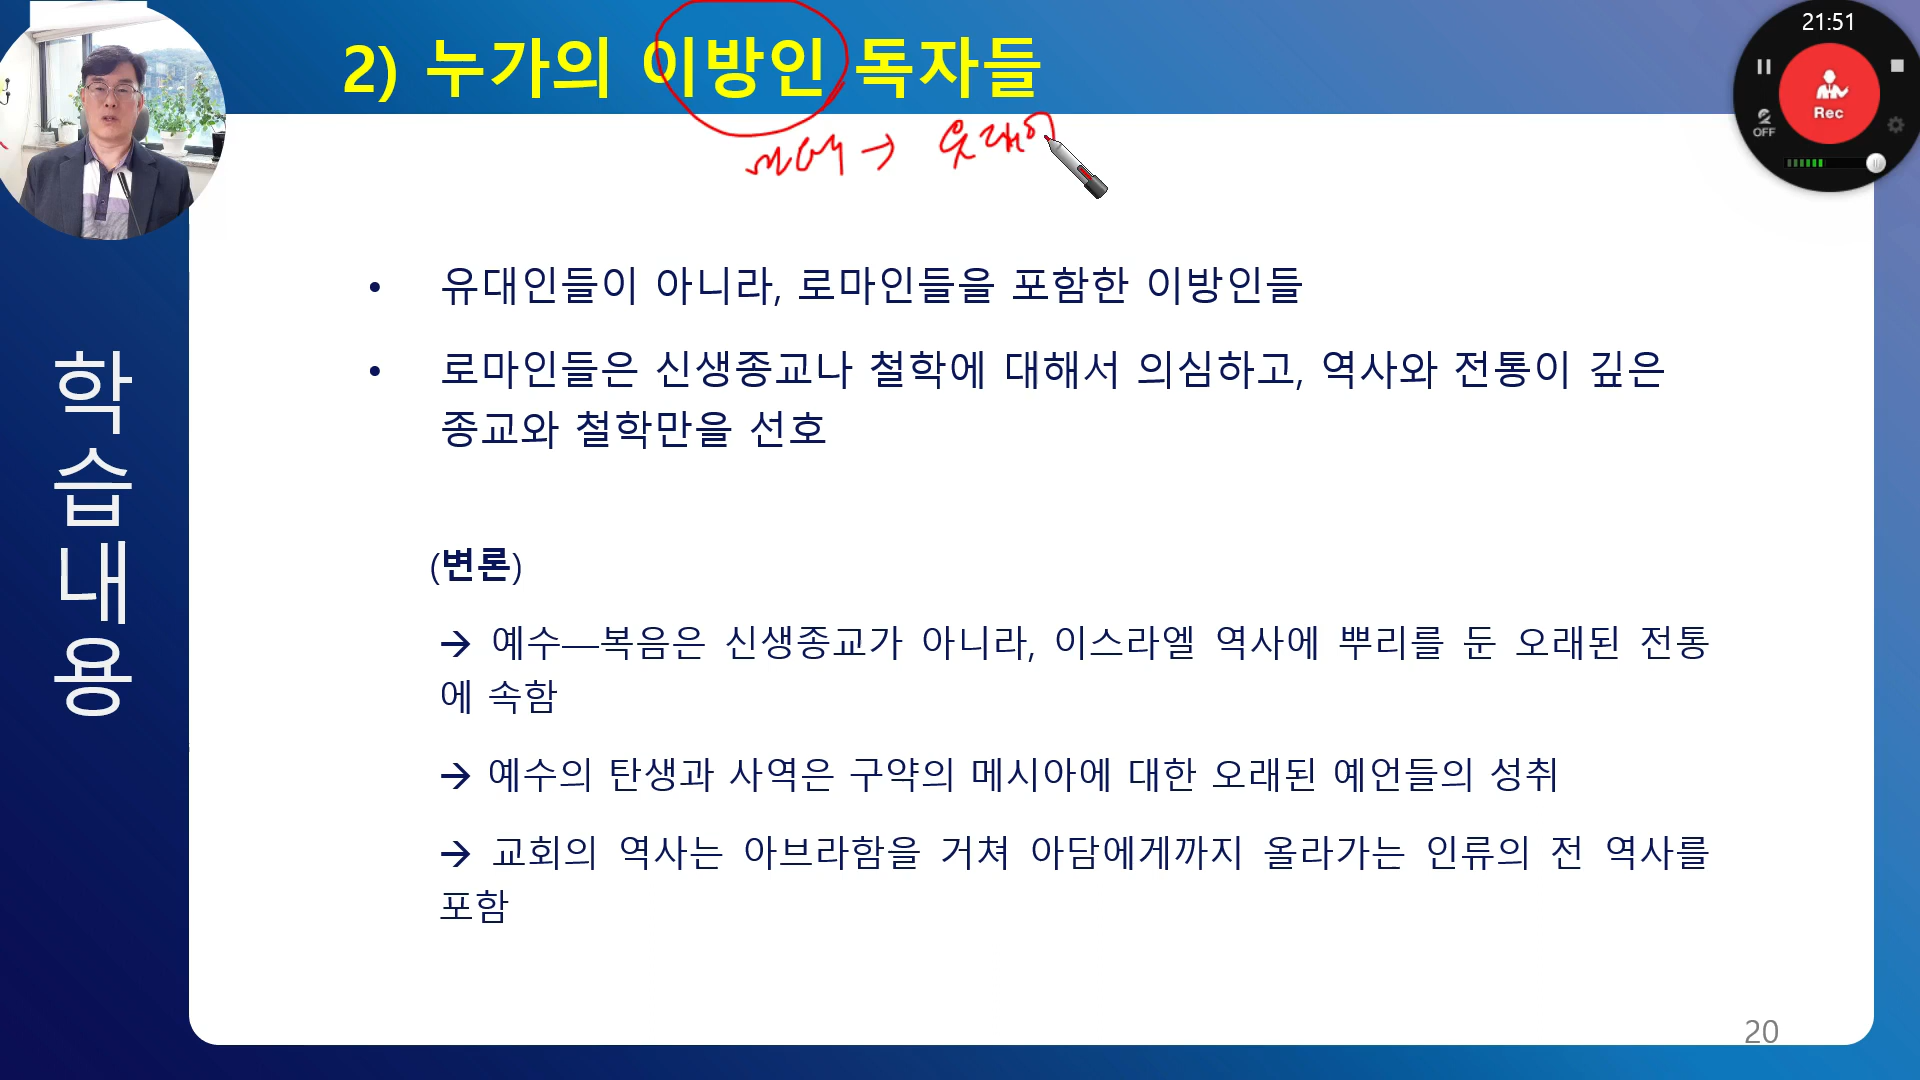 2) 누가의 이방인 독자들
21:51
Rec
OFF
학습내용
• 유대인들이 아니라, 로마인들을 포함한 이방인들
• 로마인들은 신생종교나 철학에 대해서 의심하고, 역사와 전통이 깊은
종교와 철학만을 선호
(변론)
→ 예수—복음은 신생종교가 아니라, 이스라엘 역사에 뿌리를 둔 오래된 전통
에 속함
→ 예수의 탄생과 사역은 구약의 메시아에 대한 오래된 예언들의 성취
→ 교회의 역사는 아브라함을 거쳐 아담에게까지 올라가는 인류의 전 역사를
포함
20